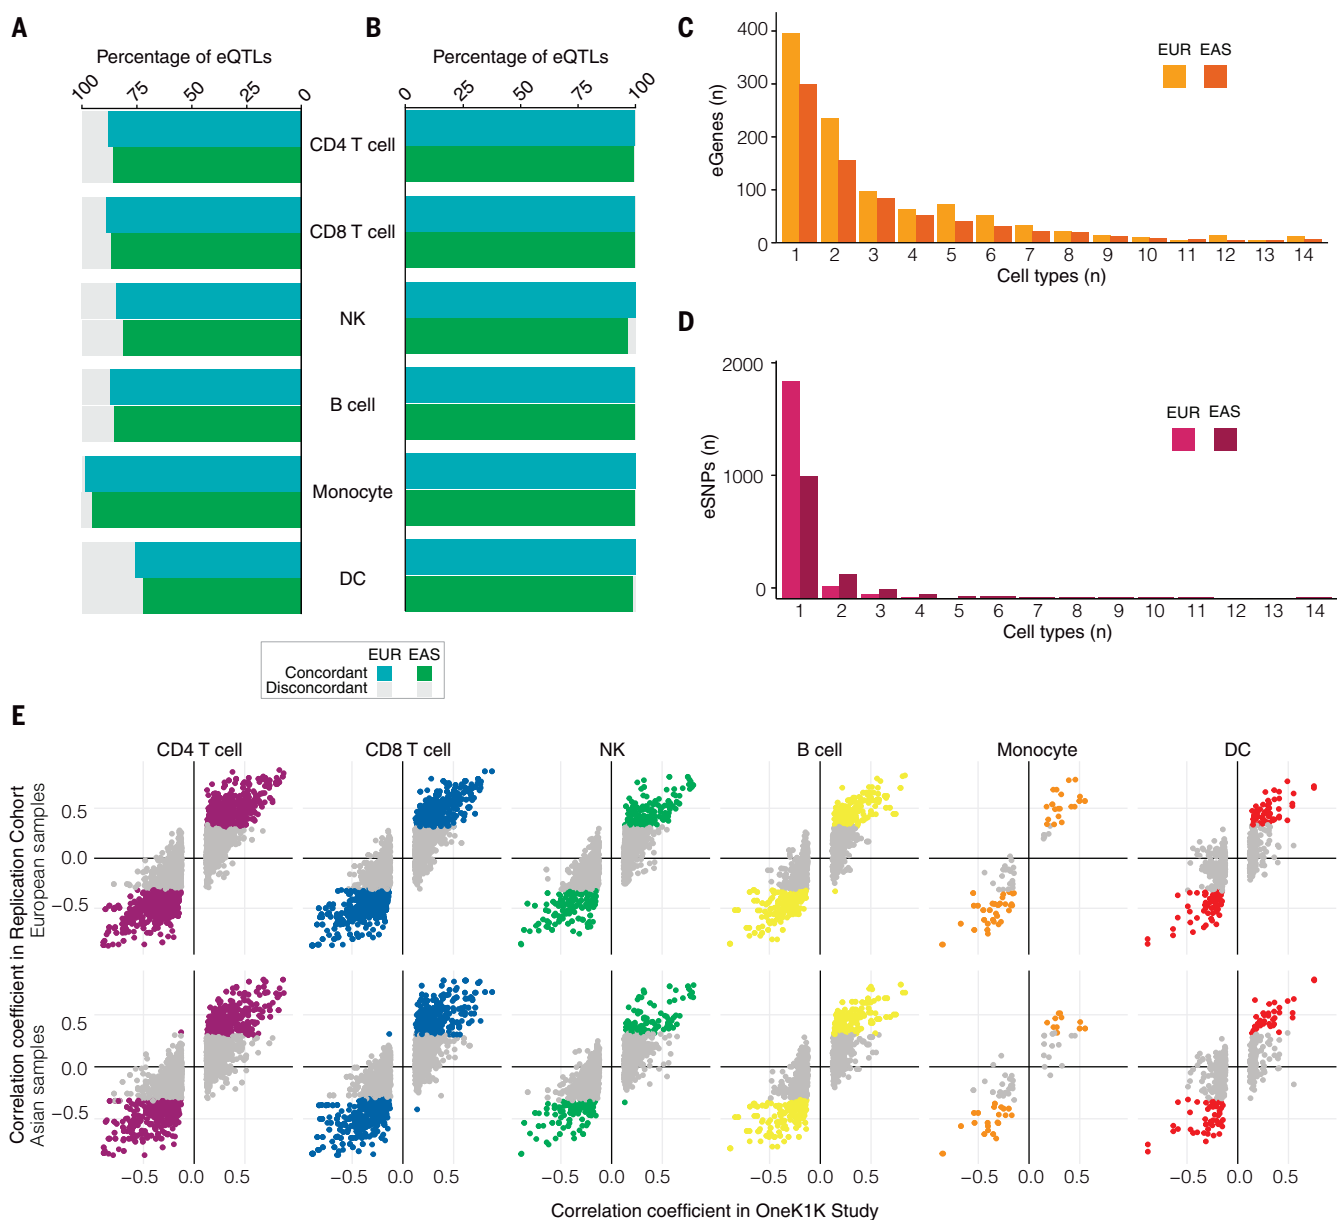 A
Percentage of eQTLs
100 75 50 25 0
B
Percentage of eQTLs
0 25 50 75 100
CD4 T cell
CD8 T cell
NK
B cell
Monocyte
DC
EUR EAS
Concordant
Disconcordant
C
eGenes (n)
400
300
200
100
0
EUR EAS
1 2 3 4 5 6 7 8 9 10 11 12 13 14
Cell types (n)
D
eSNPs (n)
2000
1000
0
EUR EAS
1 2 3 4 5 6 7 8 9 10 11 12 13 14
Cell types (n)
E
CD4 T cell CD8 T cell NK B cell Monocyte DC
Correlation coefficient in Replication Cohort
European samples
0.5
0.0
−0.5
Asian samples
0.5
0.0
−0.5
−0.5 0.0 0.5 −0.5 0.0 0.5 −0.5 0.0 0.5 −0.5 0.0 0.5 −0.5 0.0 0.5 −0.5 0.0 0.5
Correlation coefficient in OneK1K Study